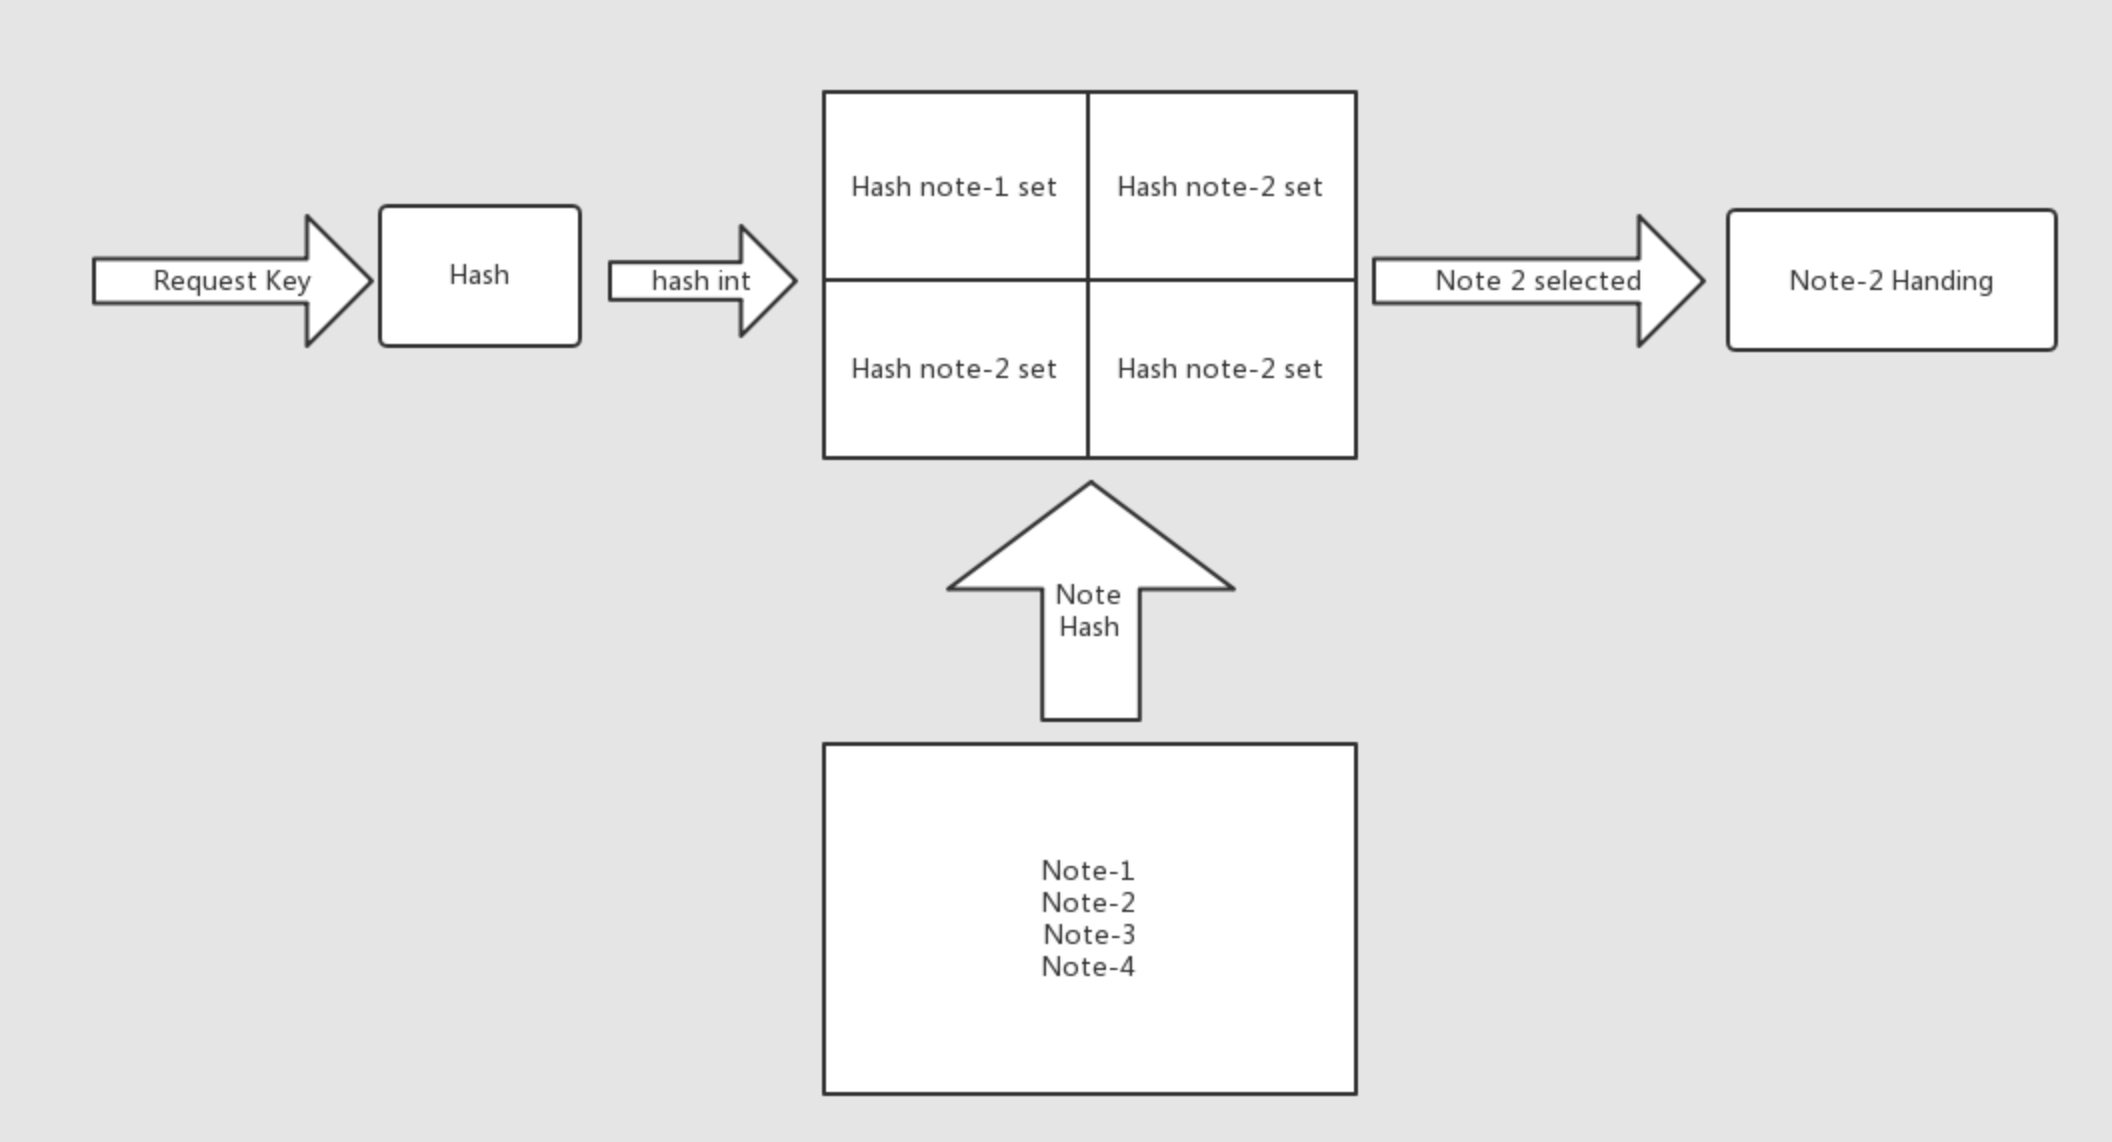 Request Key
Hash
hash int
Hash note-1 set
Hash note-2 set
Hash note-2 set
Hash note-2 set
Note 2 selected
Note-2 Handing
Note
Hash
Note-1
Note-2
Note-3
Note-4